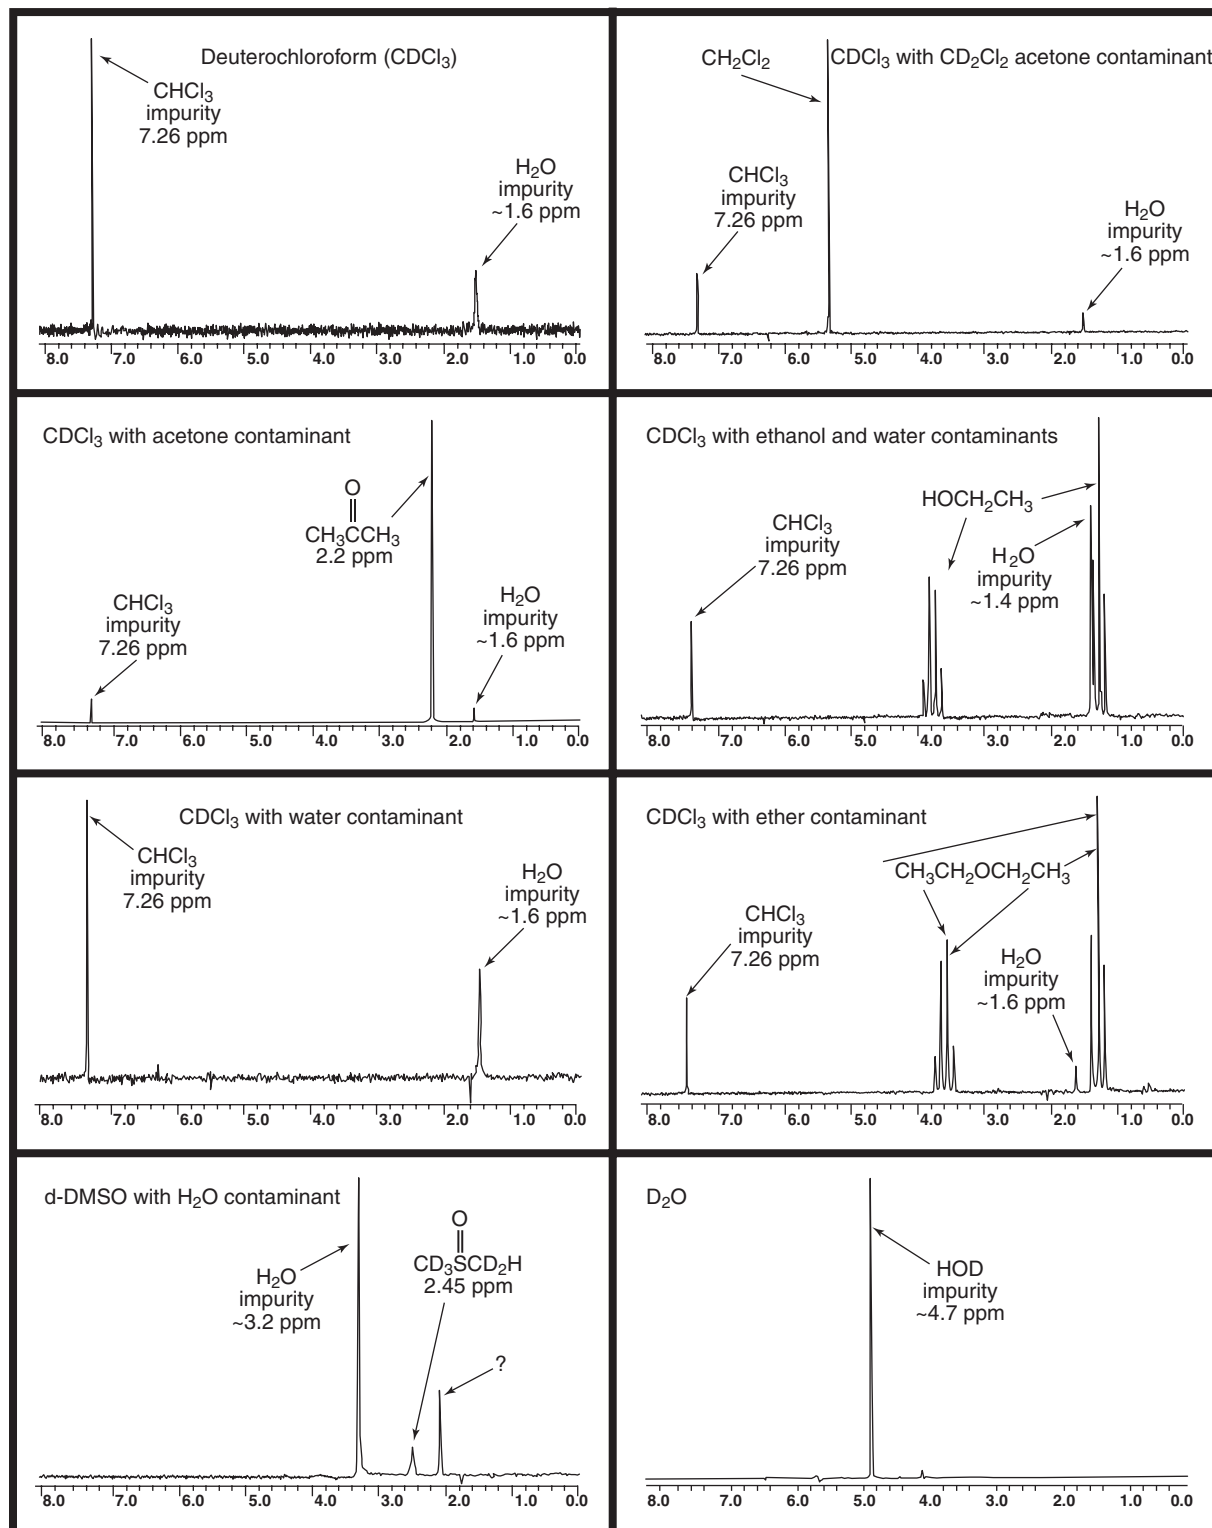 Deuterochloroform (CDCl₃)
CHCl₃
impurity
7.26 ppm
H₂O
impurity
~1.6 ppm
8.0 7.0 6.0 5.0 4.0 3.0 2.0 1.0 0.0
CH₂Cl₂
CDCl₃ with CD₂Cl₂ acetone contaminant
CHCl₃
impurity
7.26 ppm
H₂O
impurity
~1.6 ppm
8.0 7.0 6.0 5.0 4.0 3.0 2.0 1.0 0.0
CDCl₃ with acetone contaminant
O
CH₃CCH₃
2.2 ppm
CHCl₃
impurity
7.26 ppm
H₂O
impurity
~1.6 ppm
8.0 7.0 6.0 5.0 4.0 3.0 2.0 1.0 0.0
CDCl₃ with ethanol and water contaminants
HOCH₂CH₃
CHCl₃
impurity
7.26 ppm
H₂O
impurity
~1.4 ppm
8.0 7.0 6.0 5.0 4.0 3.0 2.0 1.0 0.0
CDCl₃ with water contaminant
CHCl₃
impurity
7.26 ppm
H₂O
impurity
~1.6 ppm
8.0 7.0 6.0 5.0 4.0 3.0 2.0 1.0 0.0
CDCl₃ with ether contaminant
CH₃CH₂OCH₂CH₃
CHCl₃
impurity
7.26 ppm
H₂O
impurity
~1.6 ppm
8.0 7.0 6.0 5.0 4.0 3.0 2.0 1.0 0.0
d-DMSO with H₂O contaminant
O
CD₃SCD₂H
2.45 ppm
H₂O
impurity
~3.2 ppm
?
8.0 7.0 6.0 5.0 4.0 3.0 2.0 1.0 0.0
D₂O
HOD
impurity
~4.7 ppm
8.0 7.0 6.0 5.0 4.0 3.0 2.0 1.0 0.0